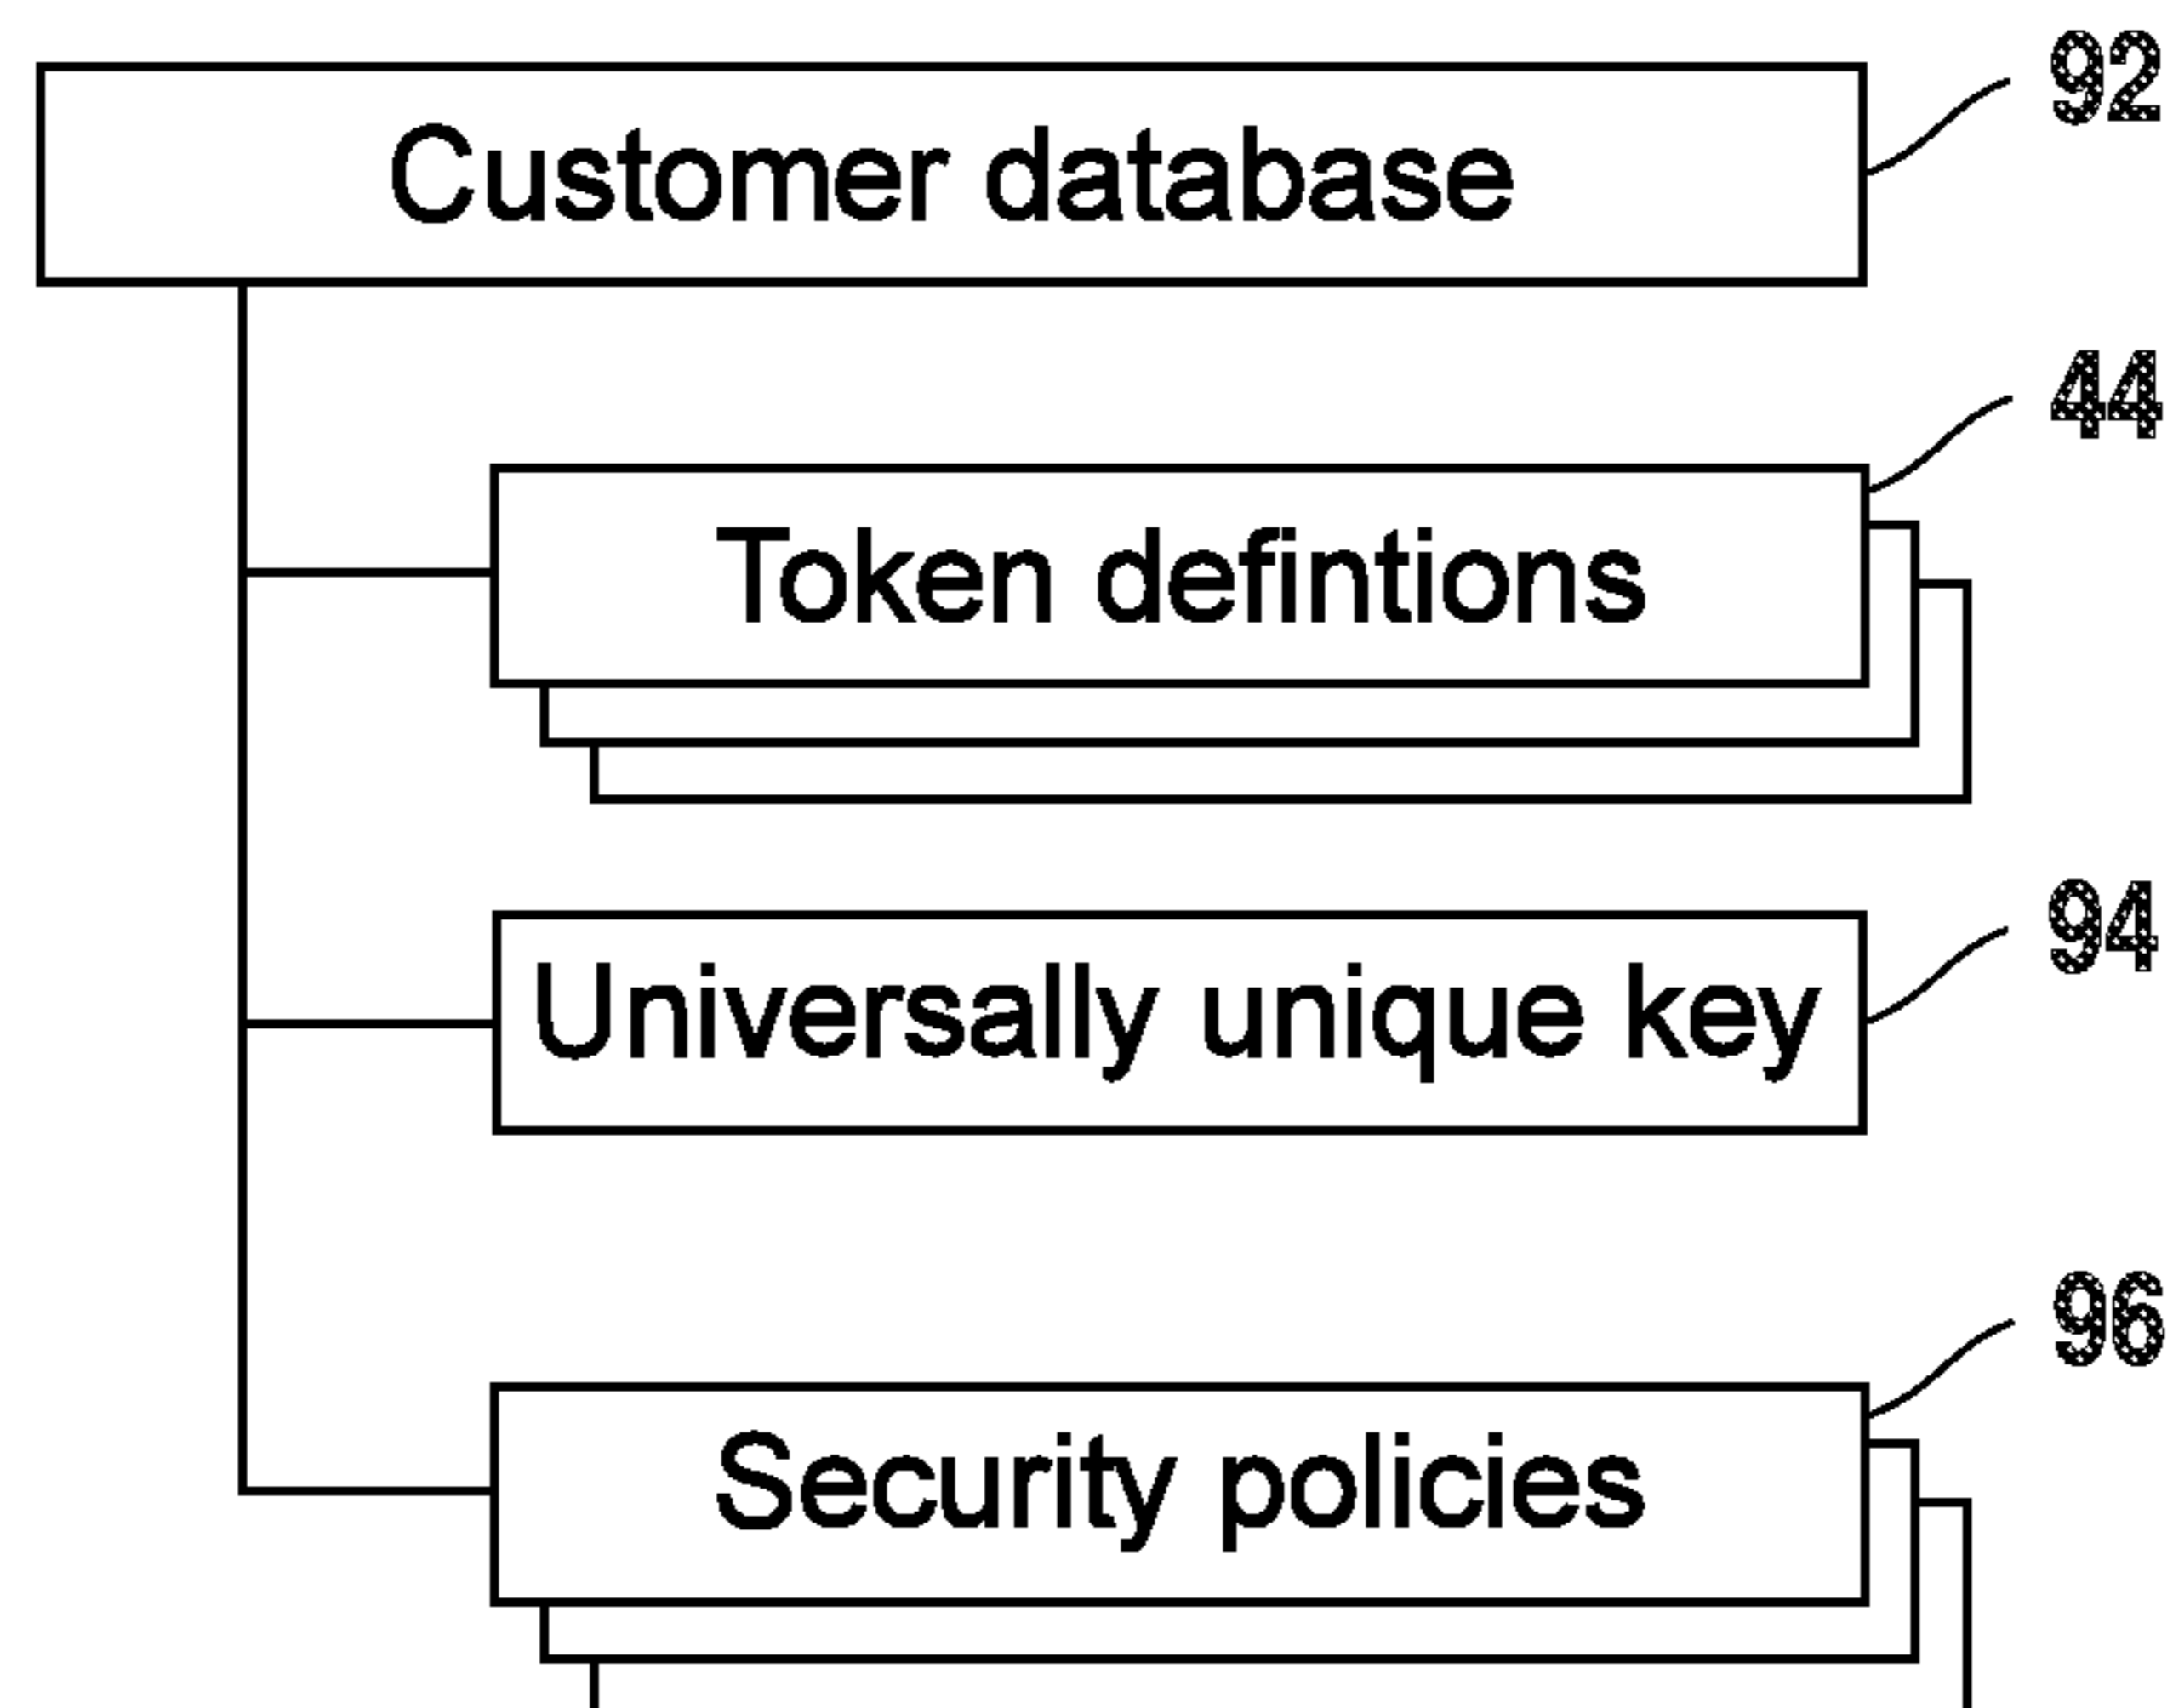 92
Customer database
44
Token defintions
94
Universally unique key
96
Security policies